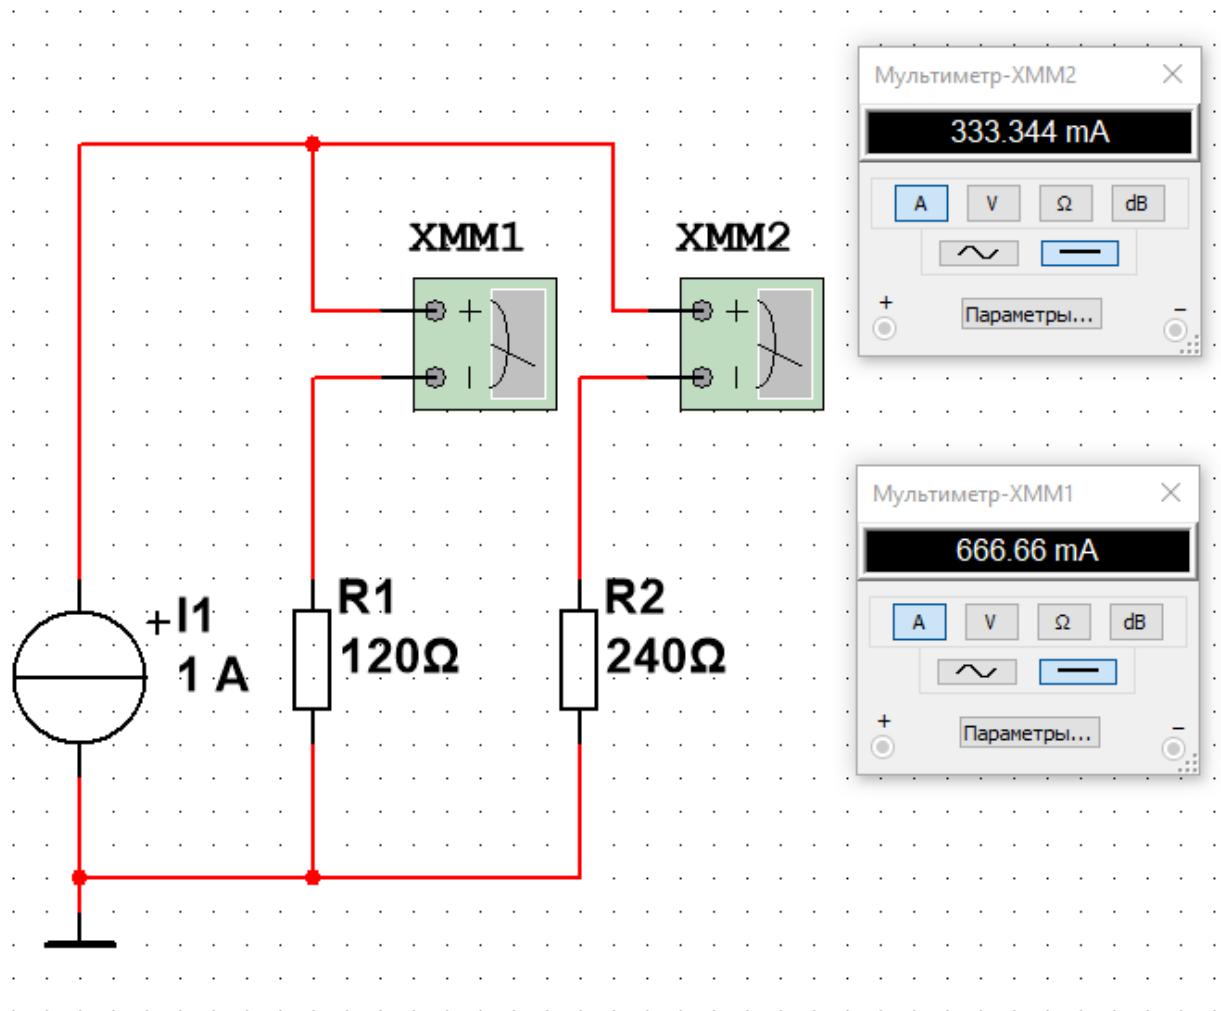 XMM1
XMM2
+
+
+
I1
1 A
R1
120Ω
R2
240Ω
Мультиметр-XMM2
333.344 mA
A V Ω dB
+ Параметры... −
Мультиметр-XMM1
666.66 mA
A V Ω dB
+ Параметры... −